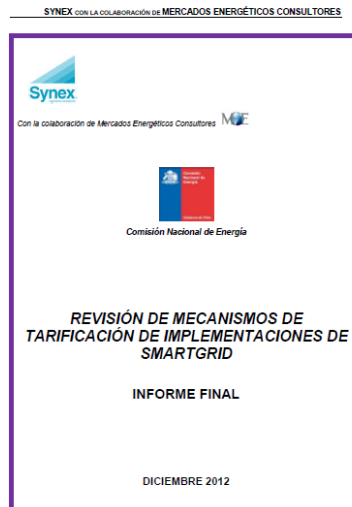 SYNEX CON LA COLABORACIÓN DE MERCADOS ENERGÉTICOS CONSULTORES
Synex
Con la colaboración de Mercados Energéticos Consultores
Comisión Nacional de Energía
REVISIÓN DE MECANISMOS DE
TARIFICACIÓN DE IMPLEMENTACIONES DE
SMARTGRID
INFORME FINAL
DICIEMBRE 2012